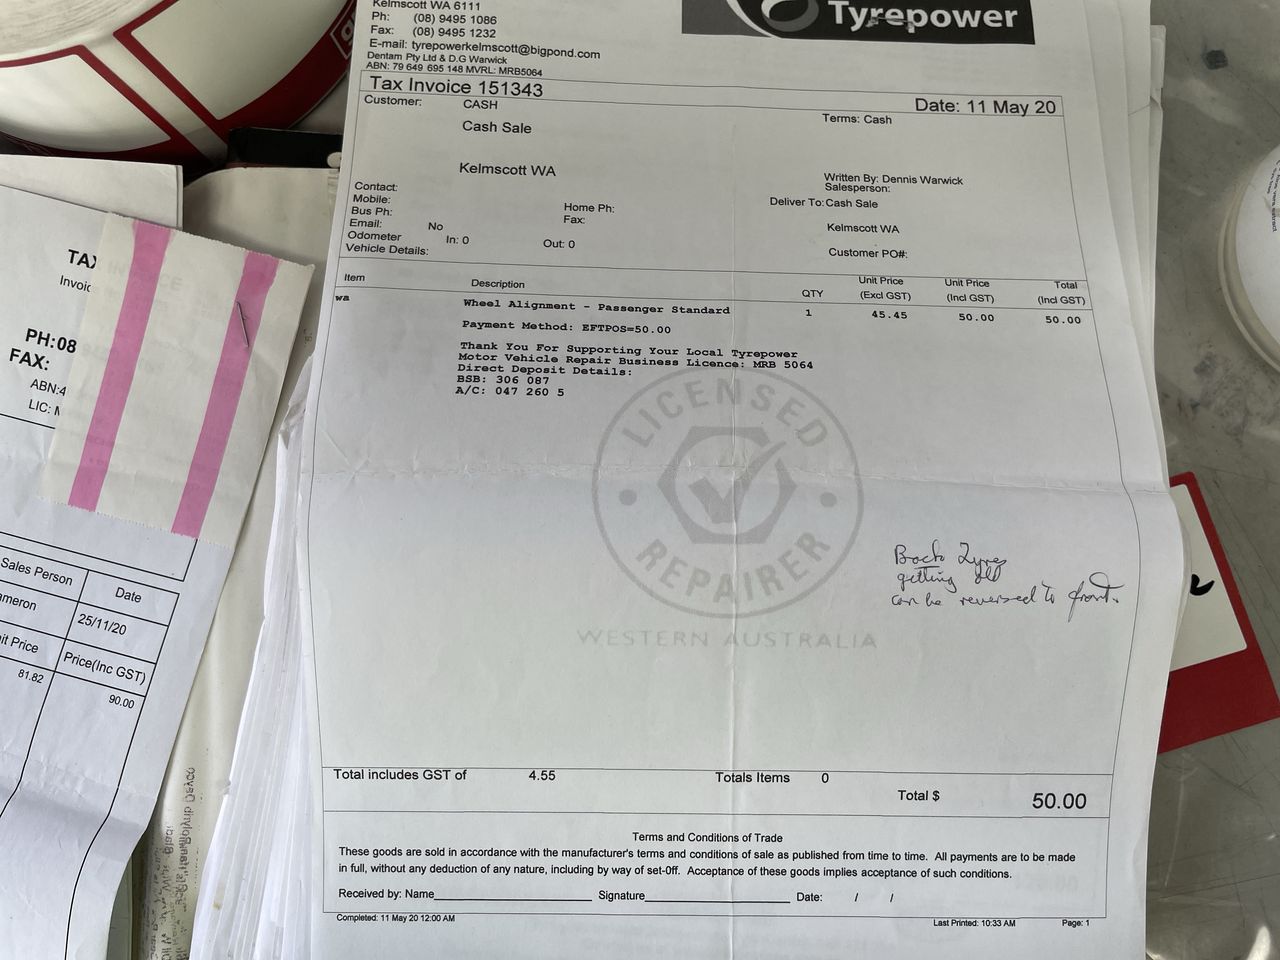 Kelmscott WA 6111
Ph: (08) 9495 1086
Fax: (08) 9495 1232
E-mail: tyrepowerkelmscott@bigpond.com
Dentam Pty Ltd & D.G Warwick
ABN: 79 649 695 148 MVRL: MRB5064
Tyrepower
Tax Invoice 151343 Date: 11 May 20
Customer: CASH Terms: Cash
Cash Sale
Kelmscott WA
Written By: Dennis Warwick
Salesperson:
Contact:
Mobile:
Bus Ph:
Email: No
Odometer In: 0 Out: 0
Vehicle Details:
Home Ph:
Fax:
Deliver To: Cash Sale
Kelmscott WA
Customer PO#:
Item Description QTY Unit Price (Excl GST) Unit Price (Incl GST) Total (Incl GST)
wa Wheel Alignment - Passenger Standard 1 45.45 50.00 50.00
Payment Method: EFTPOS=50.00
Thank You For Supporting Your Local Tyrepower
Motor Vehicle Repair Business Licence: MRB 5064
Direct Deposit Details:
BSB: 306 087
A/C: 047 260 5
LICENSED
REPAIRER
WESTERN AUSTRALIA
Back Tyres
getting old
can be reversed to front.
Total includes GST of 4.55 Totals Items 0
Total $ 50.00
Terms and Conditions of Trade
These goods are sold in accordance with the manufacturer's terms and conditions of sale as published from time to time. All payments are to be made
in full, without any deduction of any nature, including by way of set-Off. Acceptance of these goods implies acceptance of such conditions.
Received by: Name Signature Date: / /
Completed: 11 May 20 12:00 AM Last Printed: 10:33 AM Page: 1
TAX INVOICE
Invoic
PH:08
FAX:
ABN:4
LIC: M
Sales Person Date
ameron 25/11/20
it Price Price(Inc GST)
81.82 90.00